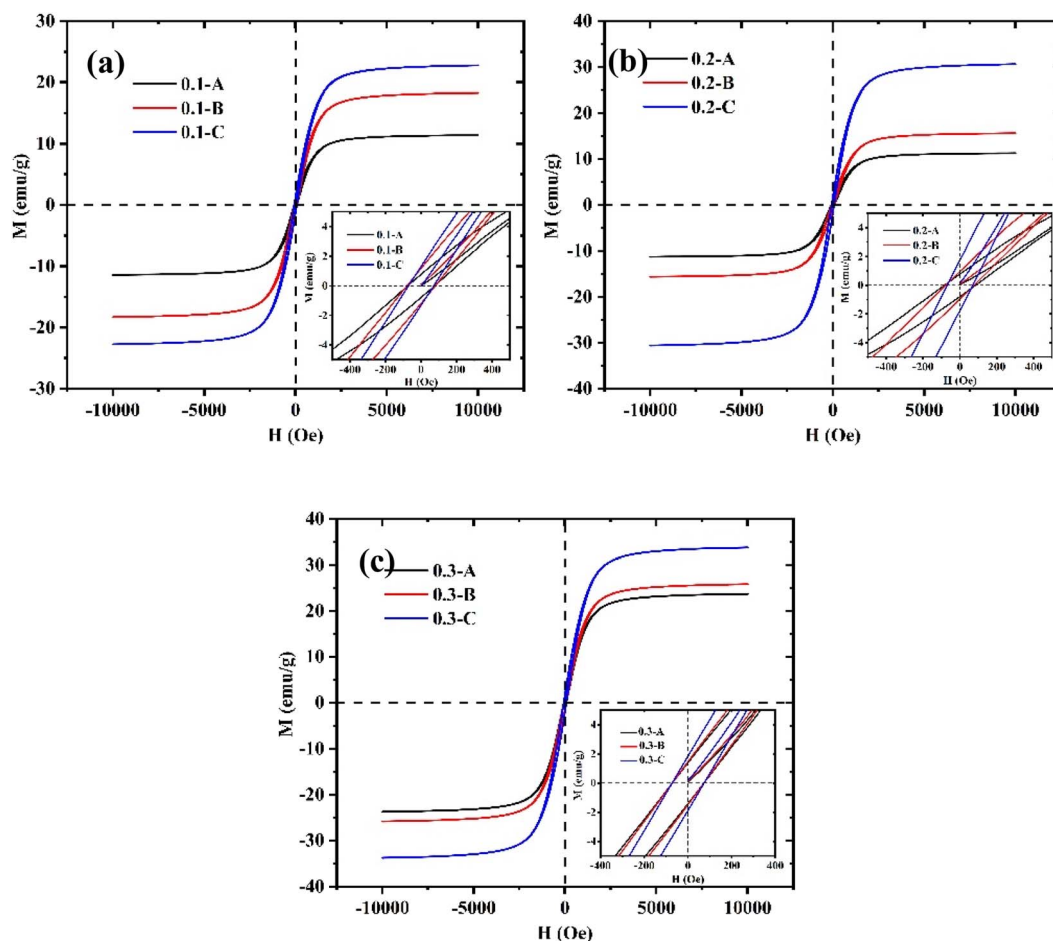 (a)
0.1-A
0.1-B
0.1-C
M (emu/g)
30
20
10
0
-10
-20
-30
-10000 -5000 0 5000 10000
H (Oe)
0.1-A
0.1-B
0.1-C
M (emu/g)
4
2
0
-2
-4
-400 -200 0 200 400
H (Oe)
(b)
0.2-A
0.2-B
0.2-C
M (emu/g)
40
30
20
10
0
-10
-20
-30
-40
-10000 -5000 0 5000 10000
H (Oe)
0.2-A
0.2-B
0.2-C
M (emu/g)
4
2
0
-2
-4
-400 -200 0 200 400
H (Oe)
(c)
0.3-A
0.3-B
0.3-C
M (emu/g)
40
30
20
10
0
-10
-20
-30
-40
-10000 -5000 0 5000 10000
H (Oe)
0.3-A
0.3-B
0.3-C
M (emu/g)
4
2
0
-2
-4
-400 -200 0 200 400
H (Oe)